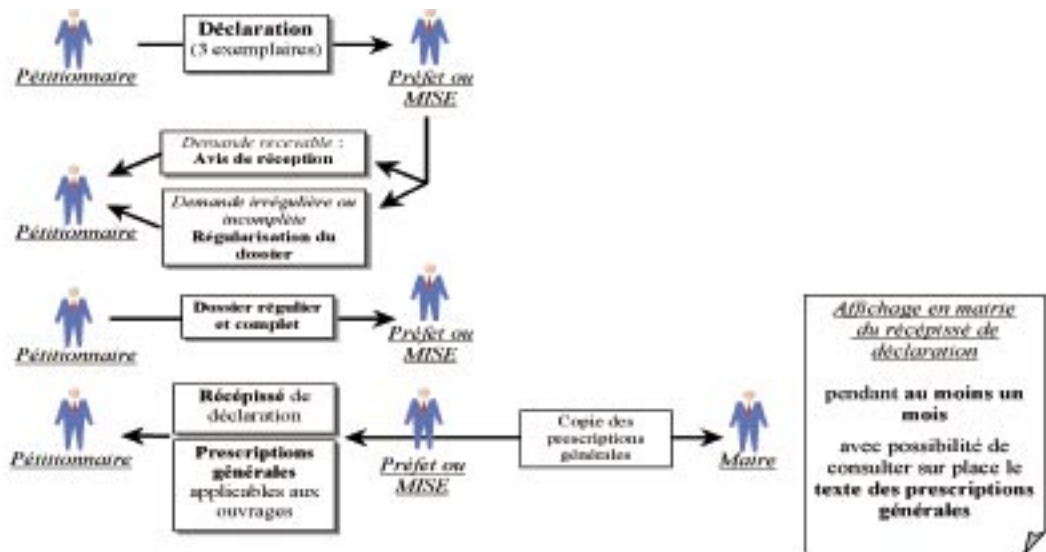 Déclaration
(3 exemplaires)
Pétitionnaire
Préfet ou
MISE
Demande recevable :
Avis de réception
Demande irrégulière ou
incomplète
Régularisation du
dossier
Pétitionnaire
Dossier régulier
et complet
Pétitionnaire
Préfet ou
MISE
Récépissé de
déclaration
Prescriptions
générales
applicables aux
ouvrages
Pétitionnaire
Préfet ou
MISE
Copie des
prescriptions
générales
Maire
Affichage en mairie
du récépissé de
déclaration
pendant au moins un
mois
avec possibilité de
consulter sur place le
texte des prescriptions
générales